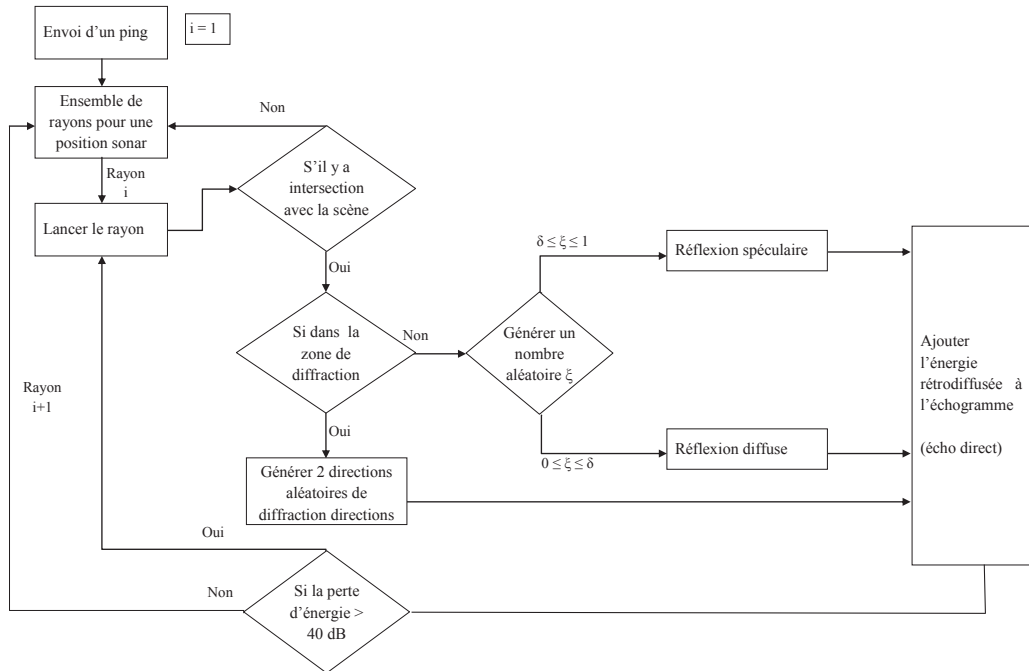 Envoi d'un ping
i = 1
Ensemble de
rayons pour une
position sonar
Non
Rayon
i
S'il y a
intersection
avec la scène
Lancer le rayon
Oui
δ ≤ ξ ≤ 1
Réflexion spéculaire
Si dans la
zone de
diffraction
Non
Générer un
nombre
aléatoire ξ
Ajouter
l'énergie
rétrodiffusée à
l'échogramme
(écho direct)
Rayon
i+1
Oui
0 ≤ ξ ≤ δ
Réflexion diffuse
Générer 2 directions
aléatoires de
diffraction directions
Oui
Non
Si la perte
d'énergie >
40 dB